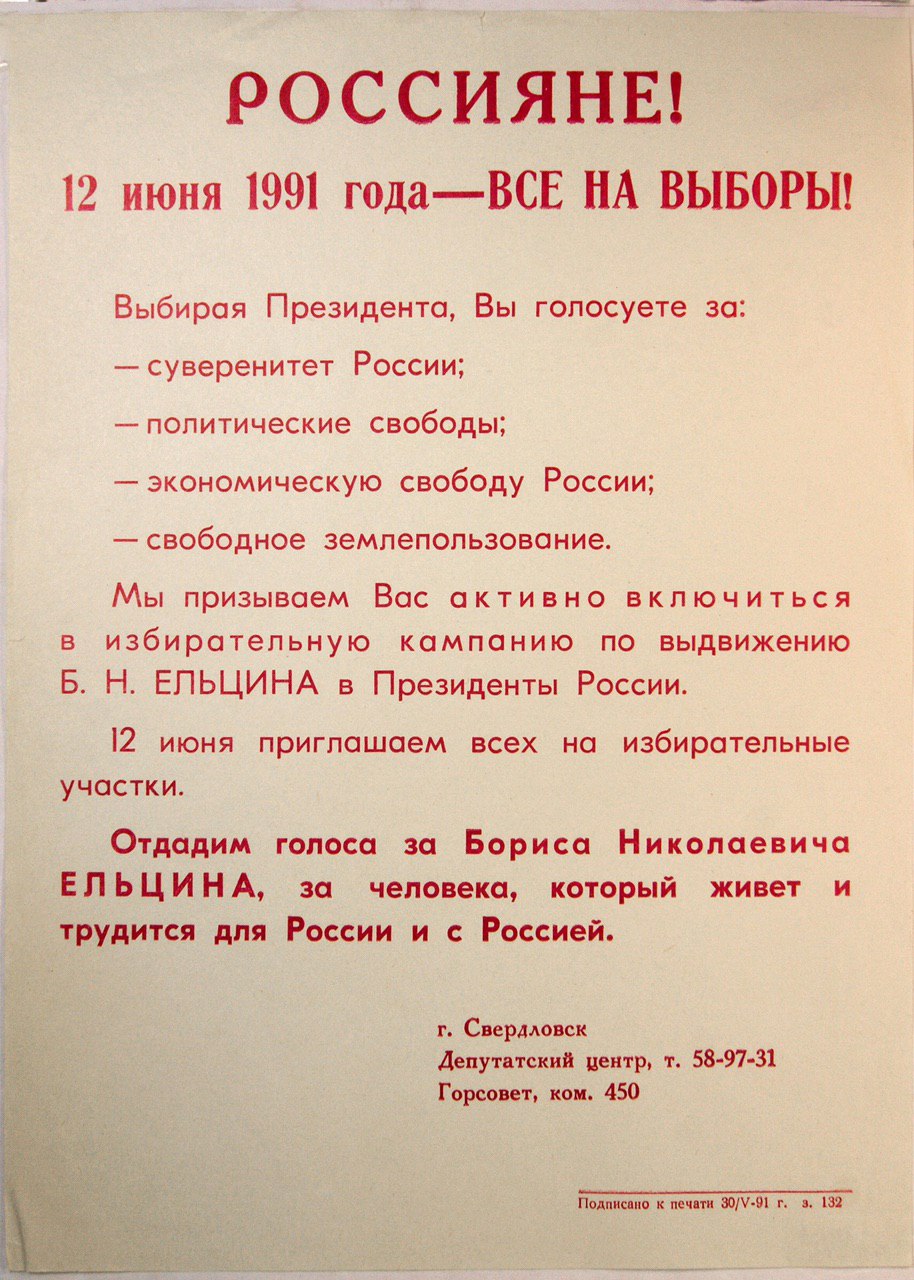 РОССИЯНЕ!
12 июня 1991 года—ВСЕ НА ВЫБОРЫ!
Выбирая Президента, Вы голосуете за:
— суверенитет России;
— политические свободы;
— экономическую свободу России;
— свободное землепользование.
Мы призываем Вас активно включиться
в избирательную кампанию по выдвижению
Б. Н. ЕЛЬЦИНА в Президенты России.
12 июня приглашаем всех на избирательные
участки.
Отдадим голоса за Бориса Николаевича
ЕЛЬЦИНА, за человека, который живет и
трудится для России и с Россией.
г. Свердловск
Депутатский центр, т. 58-97-31
Горсовет, ком. 450
Подписано к печати 30/V-91 г. з. 132